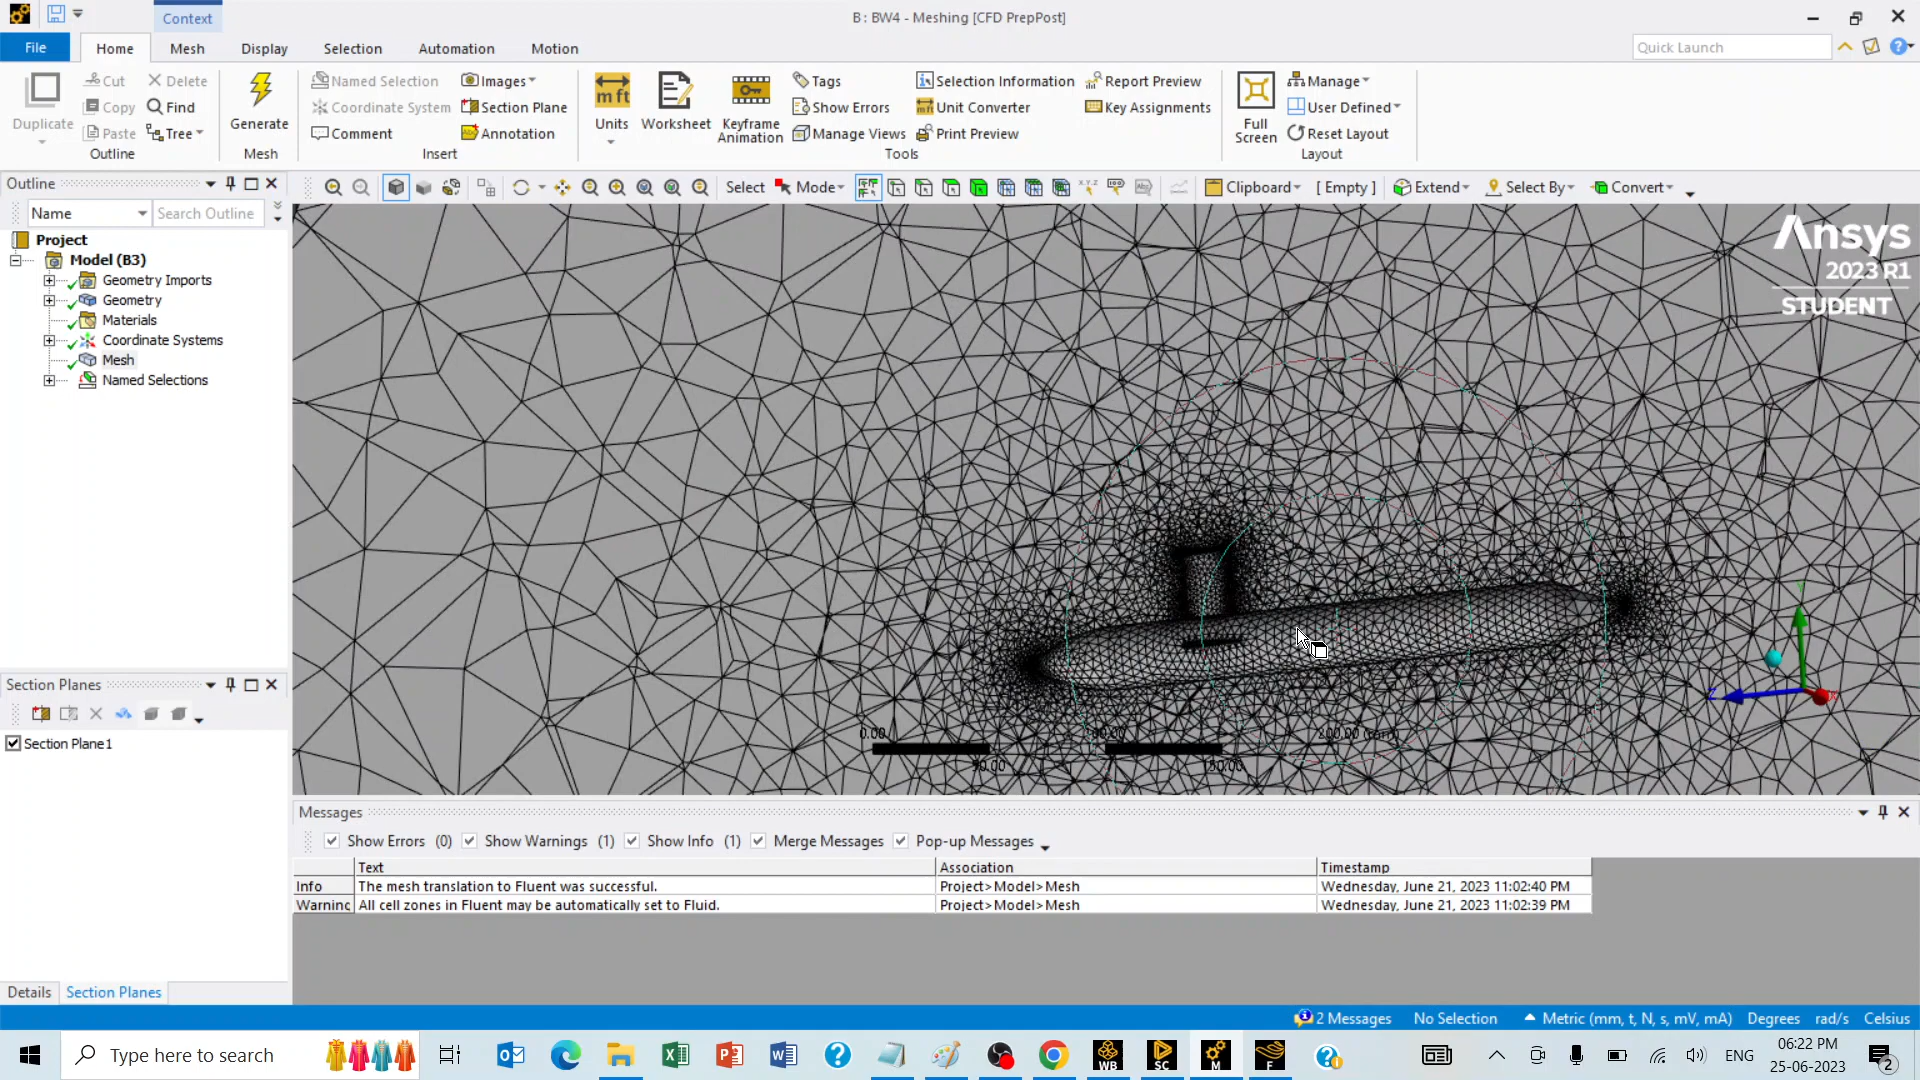 Context
B : BW4 - Meshing [CFD PrepPost]
File
Home
Mesh
Display
Selection
Automation
Motion
Quick Launch
Duplicate
Cut
Copy
Paste
Delete
Find
Tree
Outline
Generate
Mesh
Named Selection
Coordinate System
Comment
Images
Section Plane
Annotation
Insert
Units
Worksheet
Keyframe
Animation
Tags
Show Errors
Manage Views
Selection Information
Unit Converter
Print Preview
Report Preview
Key Assignments
Tools
Full
Screen
Manage
User Defined
Reset Layout
Layout
Outline
Select
Mode
Clipboard
[ Empty ]
Extend
Select By
Convert
Name
Search Outline
Project
Model (B3)
Geometry Imports
Geometry
Materials
Coordinate Systems
Mesh
Named Selections
Ansys
2023 R1
STUDENT
Y
Z
0.00
200.00 (mm)
150.00
Section Planes
Section Plane1
Details
Section Planes
Messages
Show Errors (0)
Show Warnings (1)
Show Info (1)
Merge Messages
Pop-up Messages
Text
Association
Timestamp
Info
The mesh translation to Fluent was successful.
Project>Model>Mesh
Wednesday, June 21, 2023 11:02:40 PM
Warning
All cell zones in Fluent may be automatically set to Fluid.
Project>Model>Mesh
Wednesday, June 21, 2023 11:02:39 PM
2 Messages
No Selection
Metric (mm, t, N, s, mV, mA)
Degrees
rad/s
Celsius
Type here to search
WB
SC
M
F
ENG
06:22 PM
25-06-2023
2